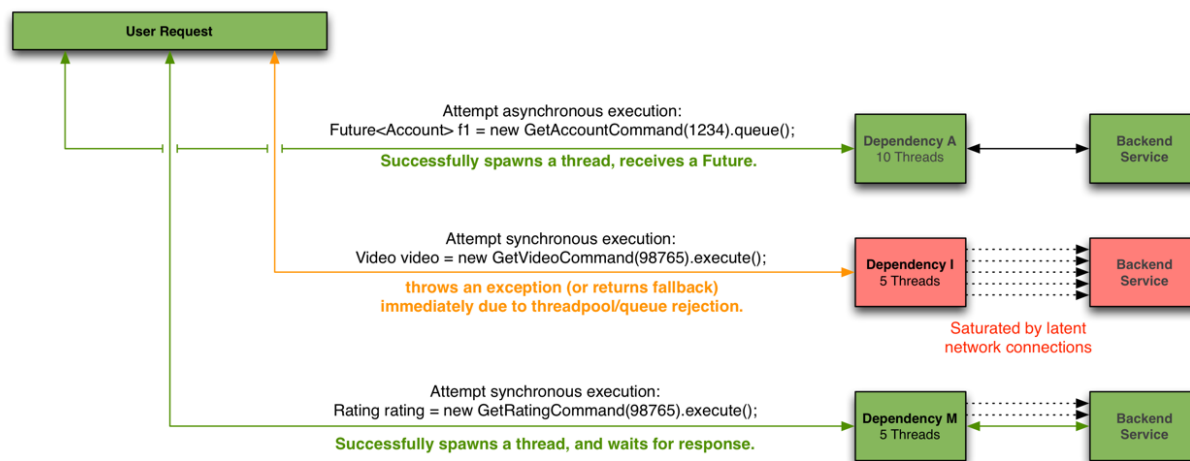 User Request
Attempt asynchronous execution:
Future<Account> f1 = new GetAccountCommand(1234).queue();
Successfully spawns a thread, receives a Future.
Dependency A
10 Threads
Backend
Service
Attempt synchronous execution:
Video video = new GetVideoCommand(98765).execute();
throws an exception (or returns fallback)
immediately due to threadpool/queue rejection.
Dependency I
5 Threads
Backend
Service
Saturated by latent
network connections
Attempt synchronous execution:
Rating rating = new GetRatingCommand(98765).execute();
Successfully spawns a thread, and waits for response.
Dependency M
5 Threads
Backend
Service